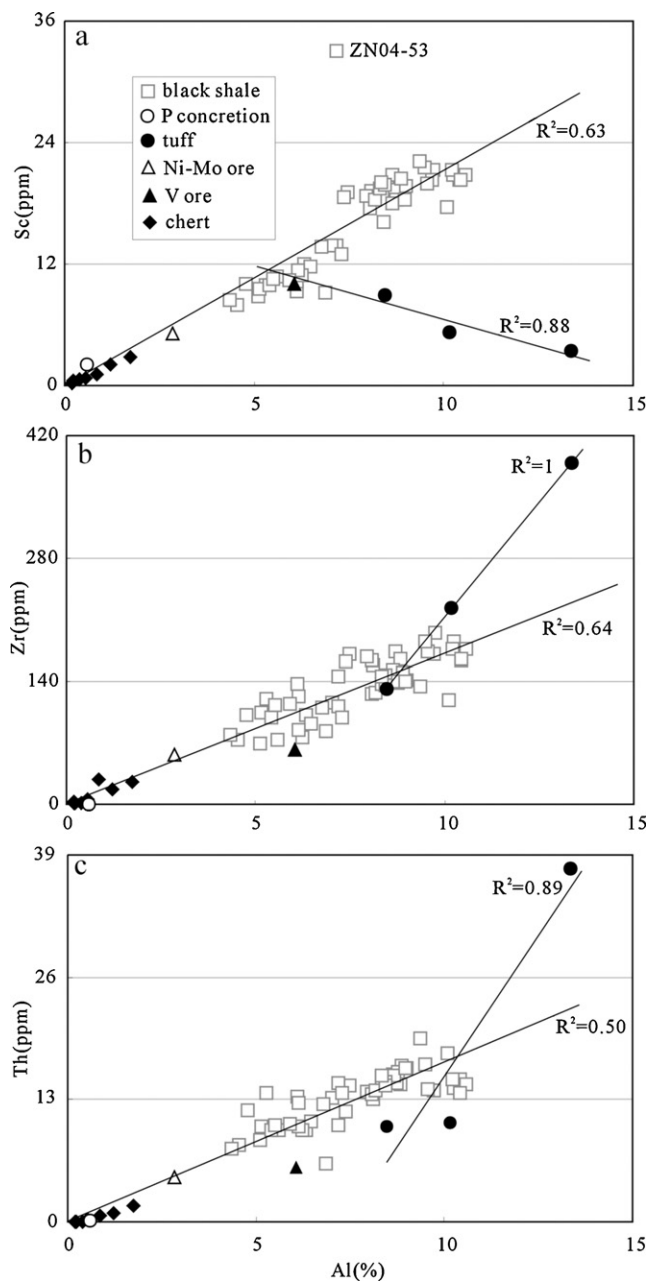 a
36
24
12
0
Sc(ppm)
ZN04-53
black shale
P concretion
tuff
Ni-Mo ore
V ore
chert
R²=0.63
R²=0.88
0
5
10
15
b
420
280
140
0
Zr(ppm)
R²=1
R²=0.64
0
5
10
15
c
39
26
13
0
Th(ppm)
R²=0.89
R²=0.50
0
5
10
15
Al(%)